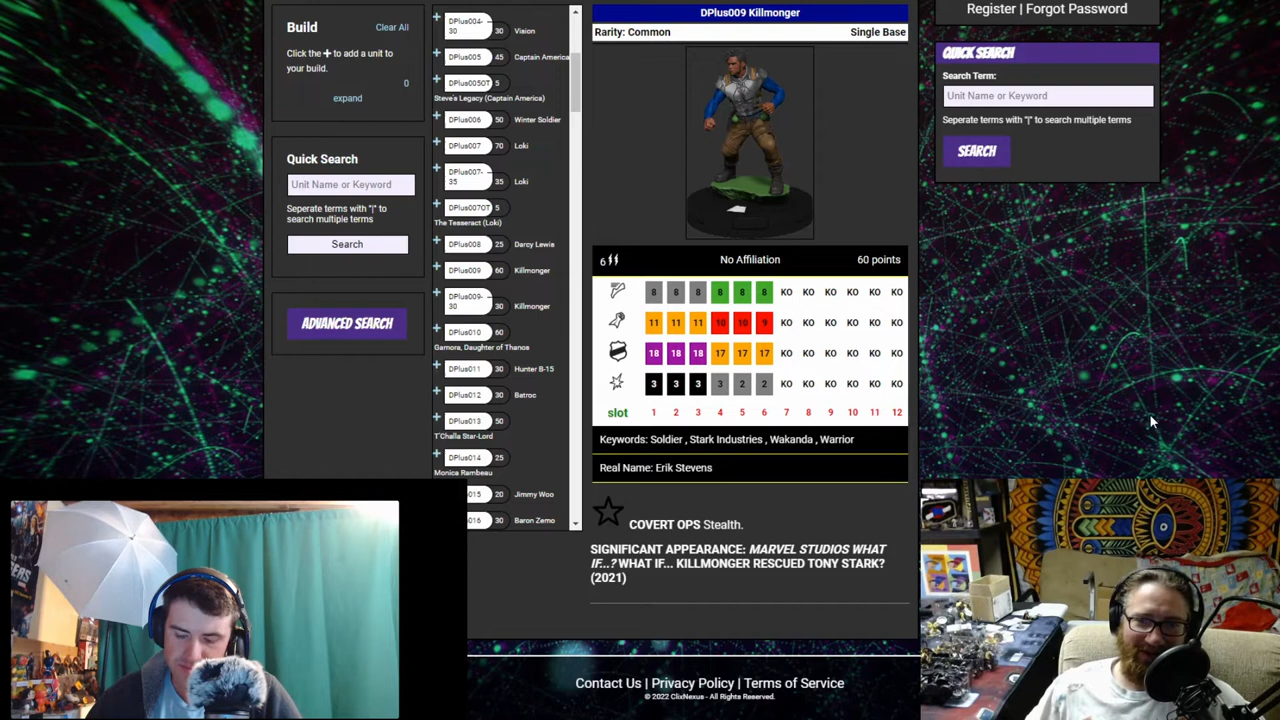 Build
Clear All
Click the ✚ to add a unit to
your build.
0
expand
Quick Search
Unit Name or Keyword
Seperate terms with "|" to
search multiple terms
Search
ADVANCED SEARCH
DPlus004-
30
30
Vision
DPlus005
45
Captain America
DPlus005OT
5
Steve's Legacy (Captain America)
DPlus006
50
Winter Soldier
DPlus007
70
Loki
DPlus007-
35
35
Loki
DPlus007OT
5
The Tesseract (Loki)
DPlus008
25
Darcy Lewis
DPlus009
60
Killmonger
DPlus009-
30
30
Killmonger
DPlus010
60
Gamora, Daughter of Thanos
DPlus011
30
Hunter B-15
DPlus012
30
Batroc
DPlus013
50
T'Challa Star-Lord
DPlus014
25
Monica Rambeau
015
20
Jimmy Woo
016
30
Baron Zemo
DPlus009 Killmonger
Rarity: Common
Single Base
6
No Affiliation
60 points
8 8 8 8 8 8 KO KO KO KO KO KO
11 11 11 10 10 9 KO KO KO KO KO KO
18 18 18 17 17 17 KO KO KO KO KO KO
3 3 3 3 2 2 KO KO KO KO KO KO
slot 1 2 3 4 5 6 7 8 9 10 11 12
Keywords: Soldier , Stark Industries , Wakanda , Warrior
Real Name: Erik Stevens
COVERT OPS Stealth.
SIGNIFICANT APPEARANCE: MARVEL STUDIOS WHAT
IF...? WHAT IF... KILLMONGER RESCUED TONY STARK?
(2021)
Contact Us | Privacy Policy | Terms of Service
© 2022 ClixNexus - All Rights Reserved.
Register | Forgot Password
QUICK SEARCH
Search Term:
Unit Name or Keyword
Seperate terms with "|" to search multiple terms
SEARCH